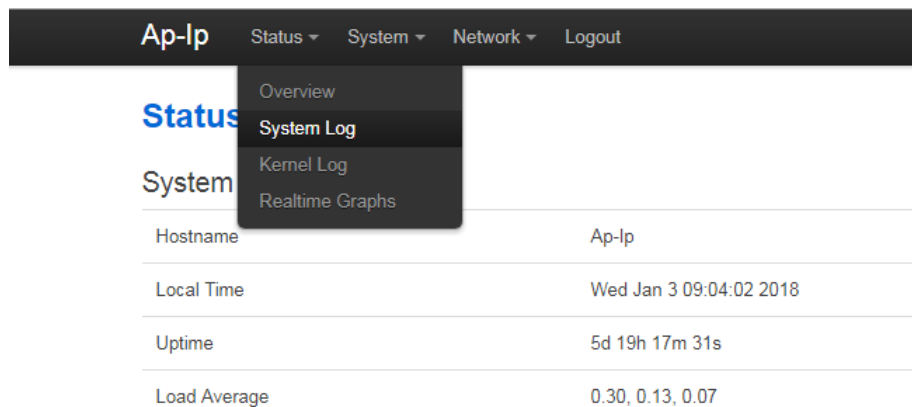 Ap-Ip Status System Network Logout
Overview
Status
System Log
Kernel Log
System
Realtime Graphs
Hostname Ap-Ip
Local Time Wed Jan 3 09:04:02 2018
Uptime 5d 19h 17m 31s
Load Average 0.30, 0.13, 0.07